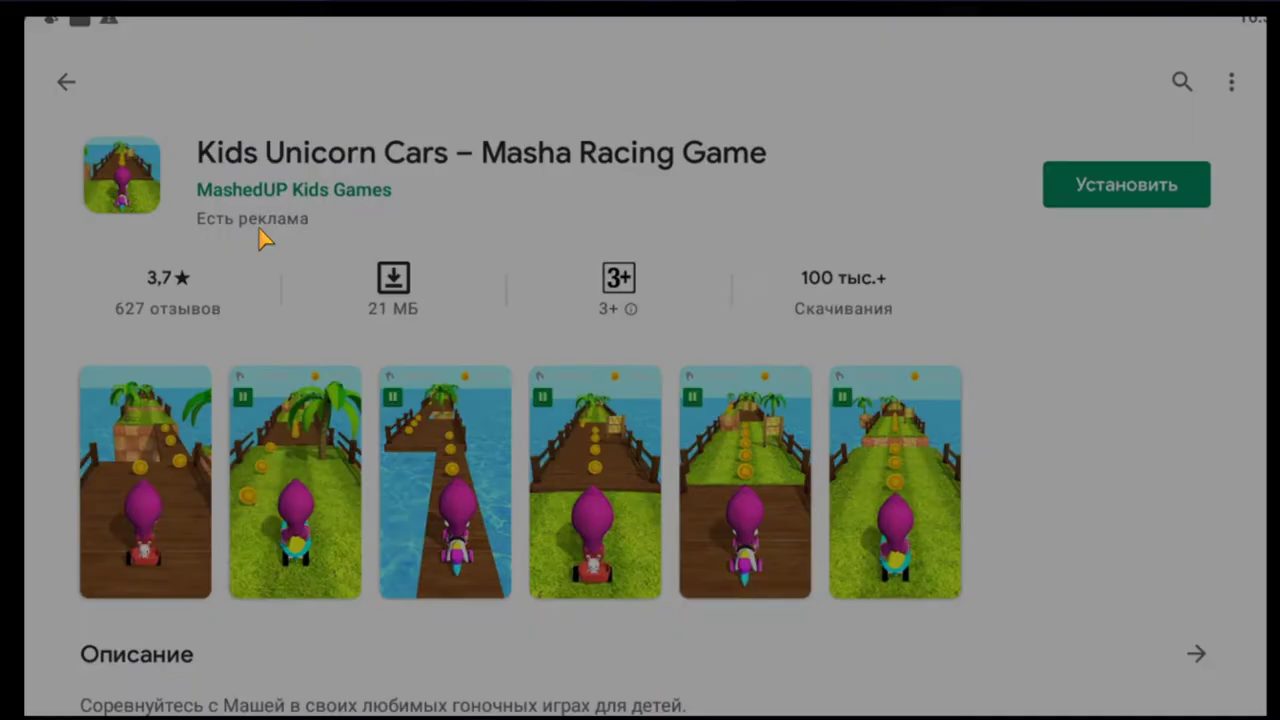 Kids Unicorn Cars – Masha Racing Game
MashedUP Kids Games
Есть реклама
Установить
3,7★
627 отзывов
21 МБ
3+
3+
100 тыс.+
Скачивания
Описание
Соревнуйтесь с Машей в своих любимых гоночных играх для детей.